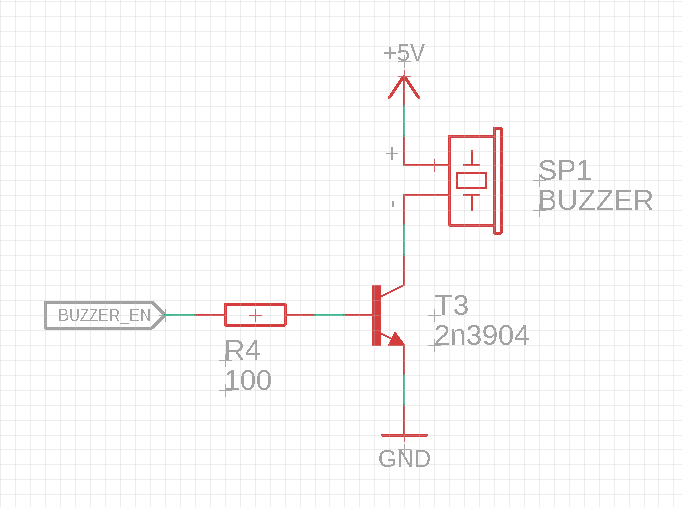 +5V
+
-
SP1
BUZZER
BUZZER_EN
T3
2n3904
R4
100
GND